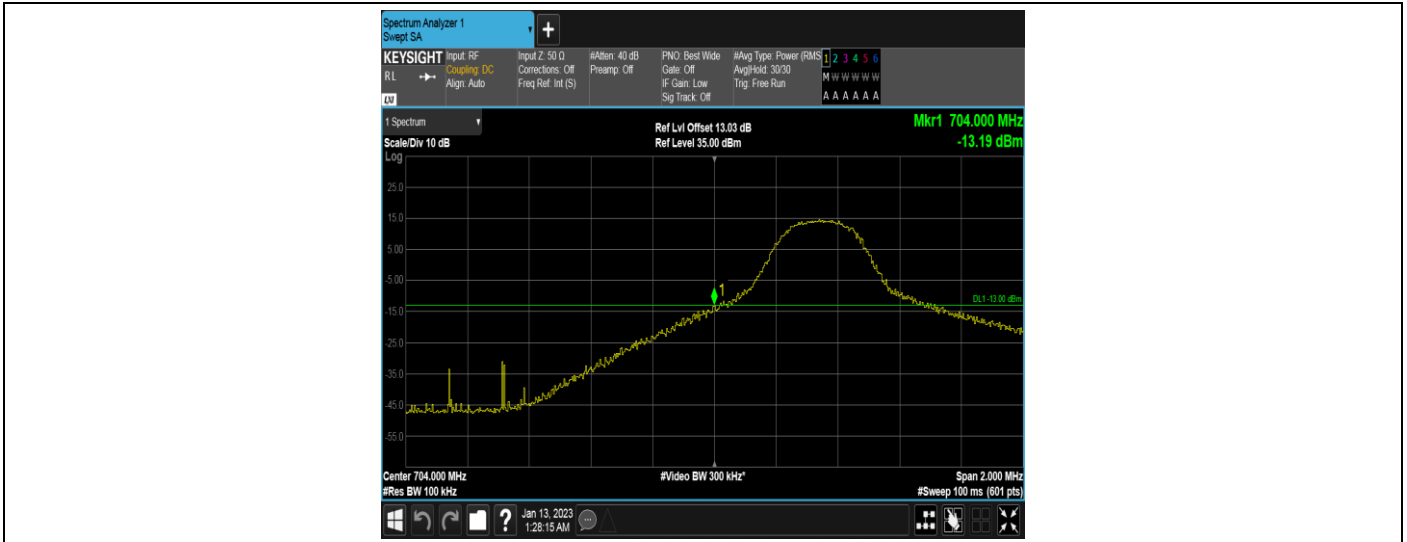 Spectrum Analyzer 1
Swept SA
+
KEYSIGHT
RL
LXI
Input: RF
Coupling: DC
Align: Auto
Input Z: 50 Ω
Corrections: Off
Freq Ref: Int (S)
#Atten: 40 dB
Preamp: Off
PNO: Best Wide
Gate: Off
IF Gain: Low
Sig Track: Off
#Avg Type: Power (RMS
Avg|Hold: 30/30
Trig: Free Run
1 2 3 4 5 6
M W W W W W
A A A A A A
1 Spectrum
Scale/Div 10 dB
Ref Lvl Offset 13.03 dB
Ref Level 35.00 dBm
Mkr1 704.000 MHz
-13.19 dBm
Log
25.0
15.0
5.00
-5.00
1
DL1 -13.00 dBm
-15.0
-25.0
-35.0
-45.0
-55.0
Center 704.000 MHz
#Video BW 300 kHz*
Span 2.000 MHz
#Res BW 100 kHz
#Sweep 100 ms (601 pts)
?
Jan 13, 2023
1:28:15 AM